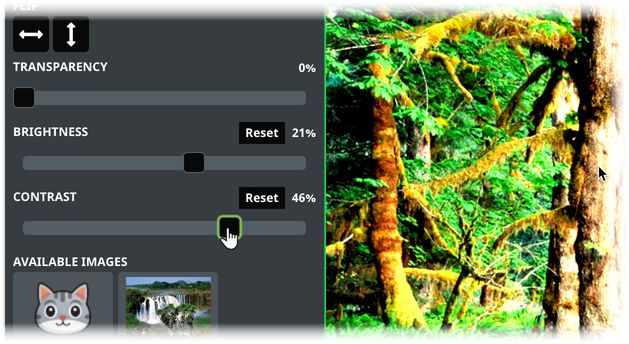 FLIP
TRANSPARENCY 0%
BRIGHTNESS Reset 21%
CONTRAST Reset 46%
AVAILABLE IMAGES